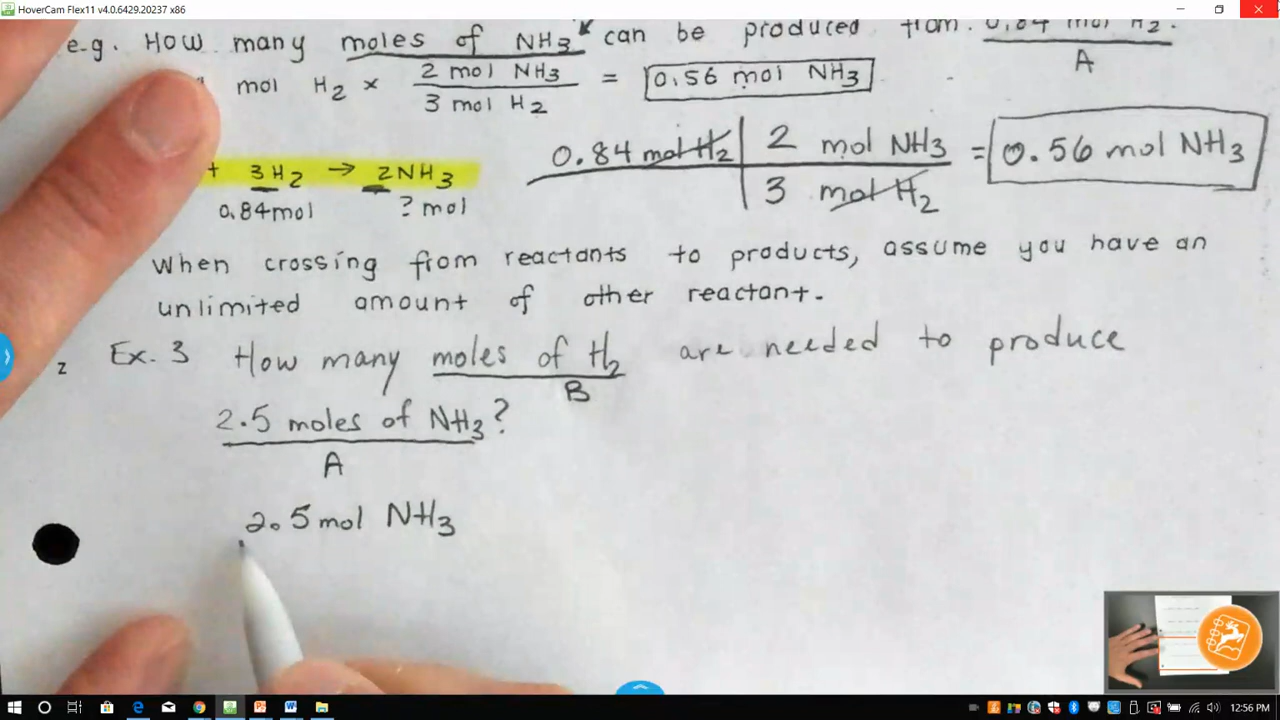 HoverCam Flex11 v4.0.6429.20237 x86
e.g. How many moles of NH3 can be produced from 0.84 mol H2.
A
mol H2 × 2 mol NH3 / 3 mol H2 = 0.56 mol NH3
0.84 mol H2 | 2 mol NH3 / 3 mol H2 = 0.56 mol NH3
+ 3H2 → 2NH3
0.84mol ? mol
When crossing from reactants to products, assume you have an
unlimited amount of other reactant.
Ex. 3 How many moles of H2 are needed to produce
B
2.5 moles of NH3?
A
2.5 mol NH3
12:56 PM